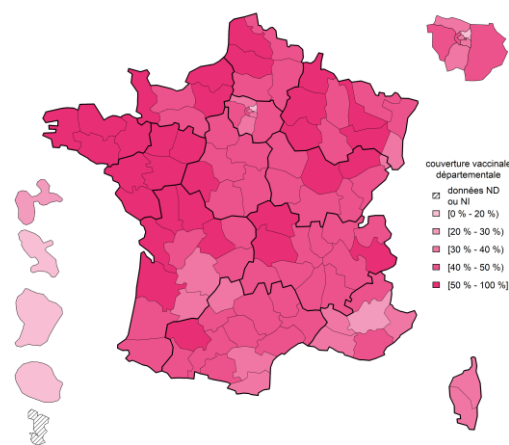 couverture vaccinale
départementale
données ND
ou NI
[0 % - 20 %)
[20 % - 30 %)
[30 % - 40 %)
[40 % - 50 %)
[50 % - 100 %]